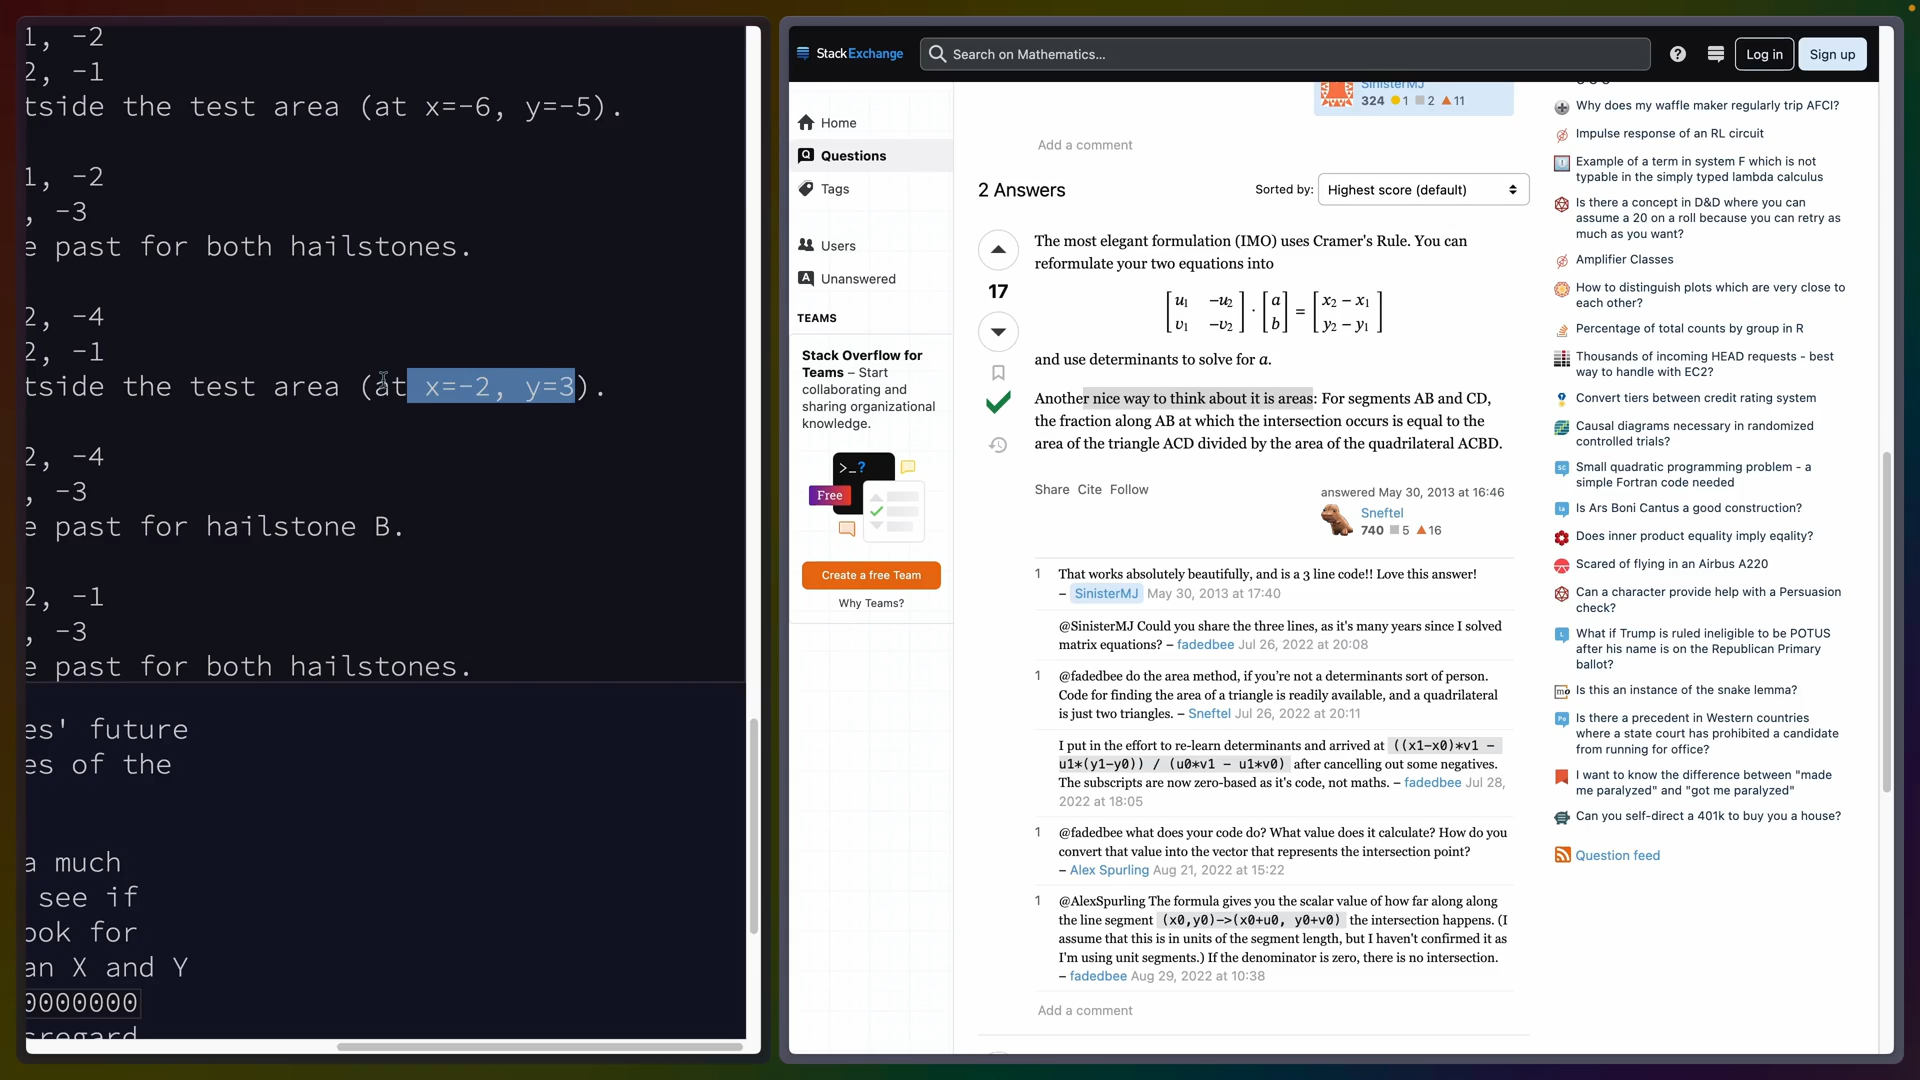 1, -2
2, -1
tside the test area (at x=-6, y=-5).
1, -2
, -3
e past for both hailstones.
2, -4
2, -1
tside the test area (at x=-2, y=3).
2, -4
, -3
e past for hailstone B.
2, -1
, -3
e past for both hailstones.
es' future
es of the
a much
see if
ook for
an X and Y
0000000
sregard
StackExchange
Search on Mathematics...
Log in
Sign up
Home
Questions
Tags
Users
Unanswered
TEAMS
Stack Overflow for
Teams – Start
collaborating and
sharing organizational
knowledge.
>_?
Free
Create a free Team
Why Teams?
SinisterMJ
324 1 2 11
Add a comment
2 Answers
Sorted by:
Highest score (default)
17
The most elegant formulation (IMO) uses Cramer's Rule. You can
reformulate your two equations into
[u₁ −u₂; v₁ −v₂] · [a; b] = [x₂ − x₁; y₂ − y₁]
and use determinants to solve for a.
Another nice way to think about it is areas: For segments AB and CD,
the fraction along AB at which the intersection occurs is equal to the
area of the triangle ACD divided by the area of the quadrilateral ACBD.
Share Cite Follow
answered May 30, 2013 at 16:46
Sneftel
740 5 16
1 That works absolutely beautifully, and is a 3 line code!! Love this answer!
– SinisterMJ May 30, 2013 at 17:40
@SinisterMJ Could you share the three lines, as it's many years since I solved
matrix equations? – fadedbee Jul 26, 2022 at 20:08
1 @fadedbee do the area method, if you're not a determinants sort of person.
Code for finding the area of a triangle is readily available, and a quadrilateral
is just two triangles. – Sneftel Jul 26, 2022 at 20:11
I put in the effort to re-learn determinants and arrived at ((x1−x0)*v1 −
u1*(y1−y0)) / (u0*v1 − u1*v0) after cancelling out some negatives.
The subscripts are now zero-based as it's code, not maths. – fadedbee Jul 28,
2022 at 18:05
1 @fadedbee what does your code do? What value does it calculate? How do you
convert that value into the vector that represents the intersection point?
– Alex Spurling Aug 21, 2022 at 15:22
1 @AlexSpurling The formula gives you the scalar value of how far along along
the line segment (x0,y0)−>(x0+u0, y0+v0) the intersection happens. (I
assume that this is in units of the segment length, but I haven't confirmed it as
I'm using unit segments.) If the denominator is zero, there is no intersection.
– fadedbee Aug 29, 2022 at 10:38
Add a comment
Why does my waffle maker regularly trip AFCI?
Impulse response of an RL circuit
Example of a term in system F which is not
typable in the simply typed lambda calculus
Is there a concept in D&D where you can
assume a 20 on a roll because you can retry as
much as you want?
Amplifier Classes
How to distinguish plots which are very close to
each other?
Percentage of total counts by group in R
Thousands of incoming HEAD requests - best
way to handle with EC2?
Convert tiers between credit rating system
Causal diagrams necessary in randomized
controlled trials?
Small quadratic programming problem - a
simple Fortran code needed
Is Ars Boni Cantus a good construction?
Does inner product equality imply eqality?
Scared of flying in an Airbus A220
Can a character provide help with a Persuasion
check?
What if Trump is ruled ineligible to be POTUS
after his name is on the Republican Primary
ballot?
Is this an instance of the snake lemma?
Is there a precedent in Western countries
where a state court has prohibited a candidate
from running for office?
I want to know the difference between "made
me paralyzed" and "got me paralyzed"
Can you self-direct a 401k to buy you a house?
Question feed